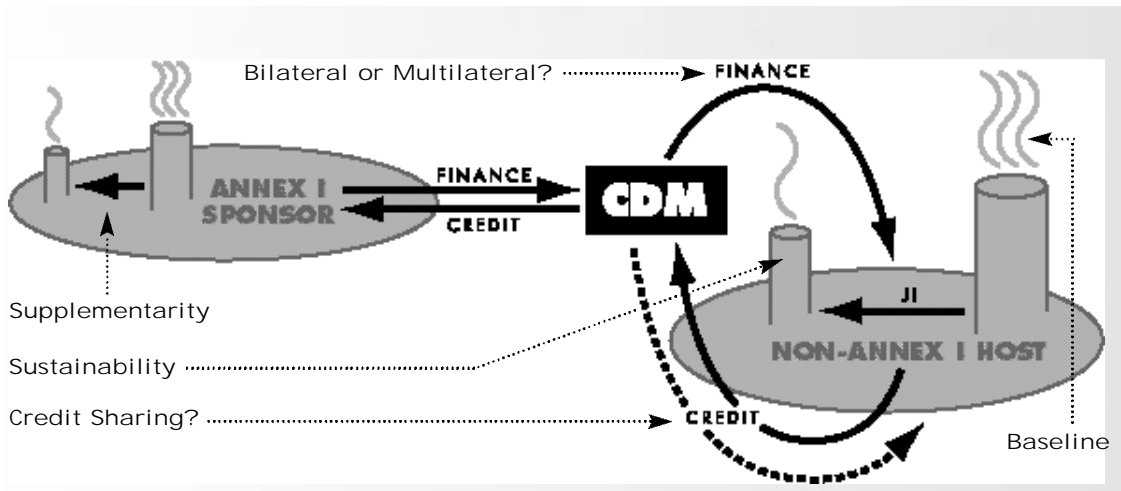 Bilateral or Multilateral?
FINANCE
ANNEX I
SPONSOR
FINANCE
CREDIT
CDM
JI
NON-ANNEX I HOST
Supplementarity
Sustainability
Credit Sharing?
CREDIT
Baseline